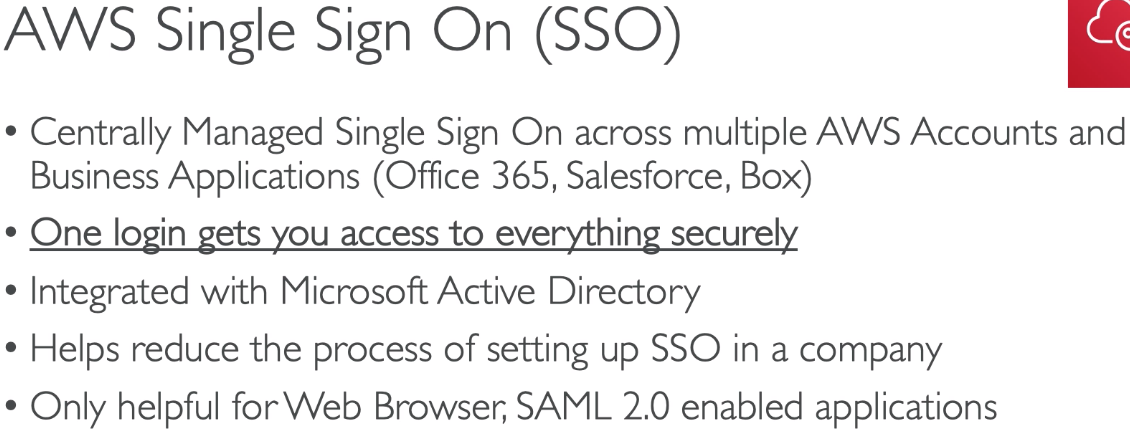 AWS Single Sign On (SSO)
• Centrally Managed Single Sign On across multiple AWS Accounts and
Business Applications (Office 365, Salesforce, Box)
• One login gets you access to everything securely
• Integrated with Microsoft Active Directory
• Helps reduce the process of setting up SSO in a company
• Only helpful for Web Browser, SAML 2.0 enabled applications